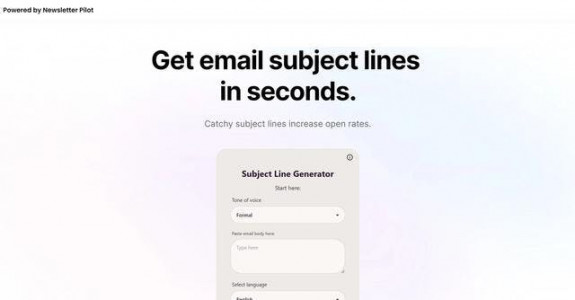 Powered by Newsletter Pilot
Get email subject lines
in seconds.
Catchy subject lines increase open rates.
Subject Line Generator
Start here:
Tone of voice
Formal
Paste email body here
Type here
Select language
English